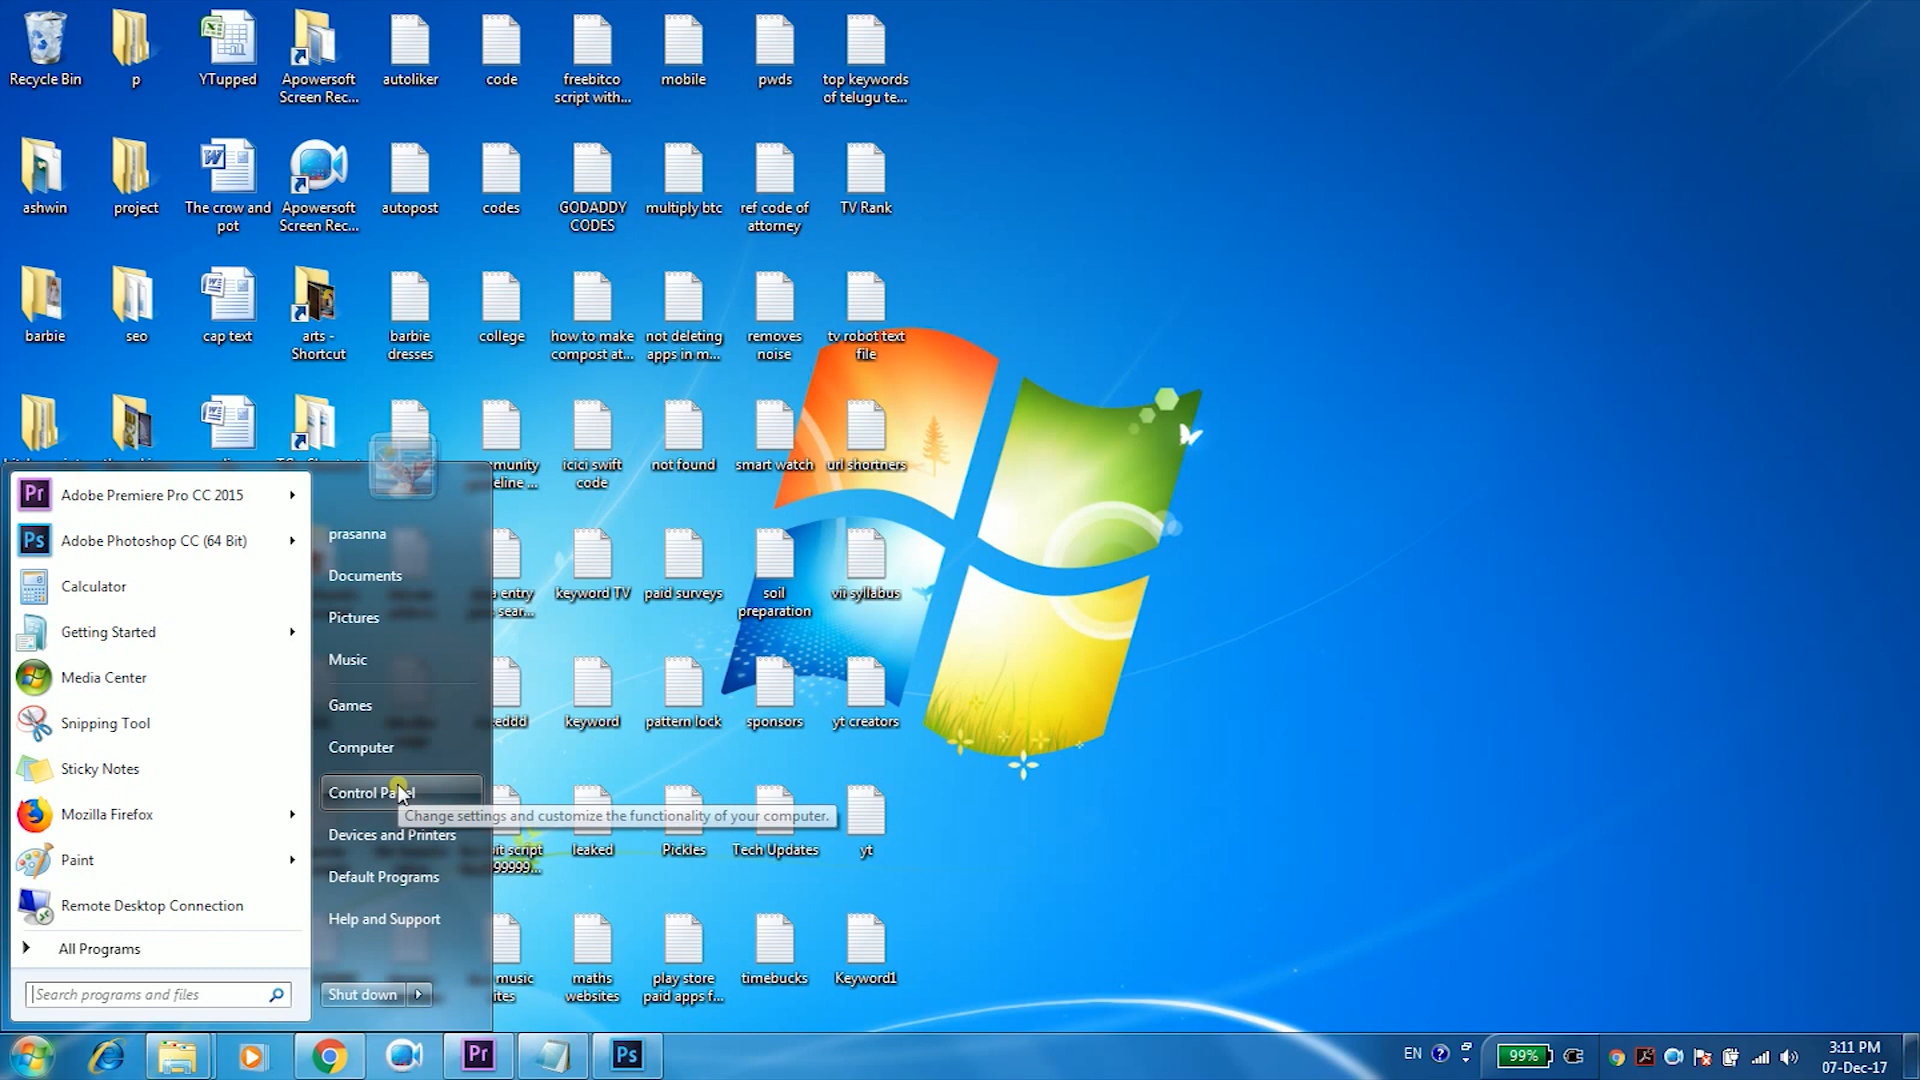 Recycle Bin
p
YTupped
Apowersoft
Screen Rec...
autoliker
code
freebitco
script with...
mobile
pwds
top keywords
of telugu te...
ashwin
project
The crow and
pot
Apowersoft
Screen Rec...
autopost
codes
GODADDY
CODES
multiply btc
ref code of
attorney
TV Rank
barbie
seo
cap text
arts -
Shortcut
barbie
dresses
college
how to make
compost at...
not deleting
apps in m...
removes
noise
tv robot text
file
icici swift
code
not found
smart watch
url shortners
keyword TV
paid surveys
soil
preparation
vii syllabus
keyword
pattern lock
sponsors
yt creators
leaked
Pickles
Tech Updates
yt
maths
websites
play store
paid apps f...
timebucks
Keyword1
Adobe Premiere Pro CC 2015
Adobe Photoshop CC (64 Bit)
Calculator
Getting Started
Media Center
Snipping Tool
Sticky Notes
Mozilla Firefox
Paint
Remote Desktop Connection
All Programs
Search programs and files
prasanna
Documents
Pictures
Music
Games
Computer
Control Panel
Change settings and customize the functionality of your computer.
Devices and Printers
Default Programs
Help and Support
Shut down
script
99999...
music
EN
99%
3:11 PM
07-Dec-17